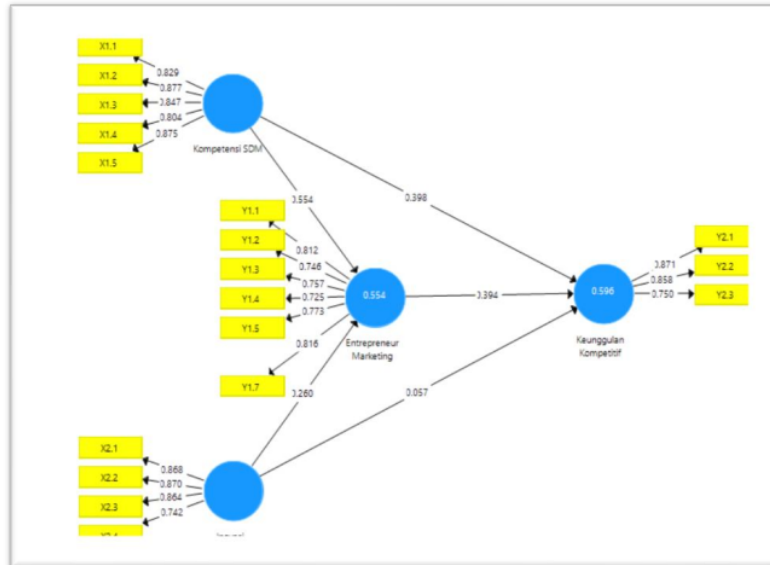 X1.1
X1.2
X1.3
X1.4
X1.5
0.829
0.877
0.847
0.804
0.875
Kompetensi SDM
0.554
0.398
Y1.1
Y1.2
Y1.3
Y1.4
Y1.5
Y1.7
0.812
0.746
0.757
0.725
0.773
0.816
0.554
Entrepreneur
Marketing
0.394
0.596
Keunggulan
Kompetitif
0.871
0.858
0.750
Y2.1
Y2.2
Y2.3
0.260
0.057
X2.1
X2.2
X2.3
0.868
0.870
0.864
0.742